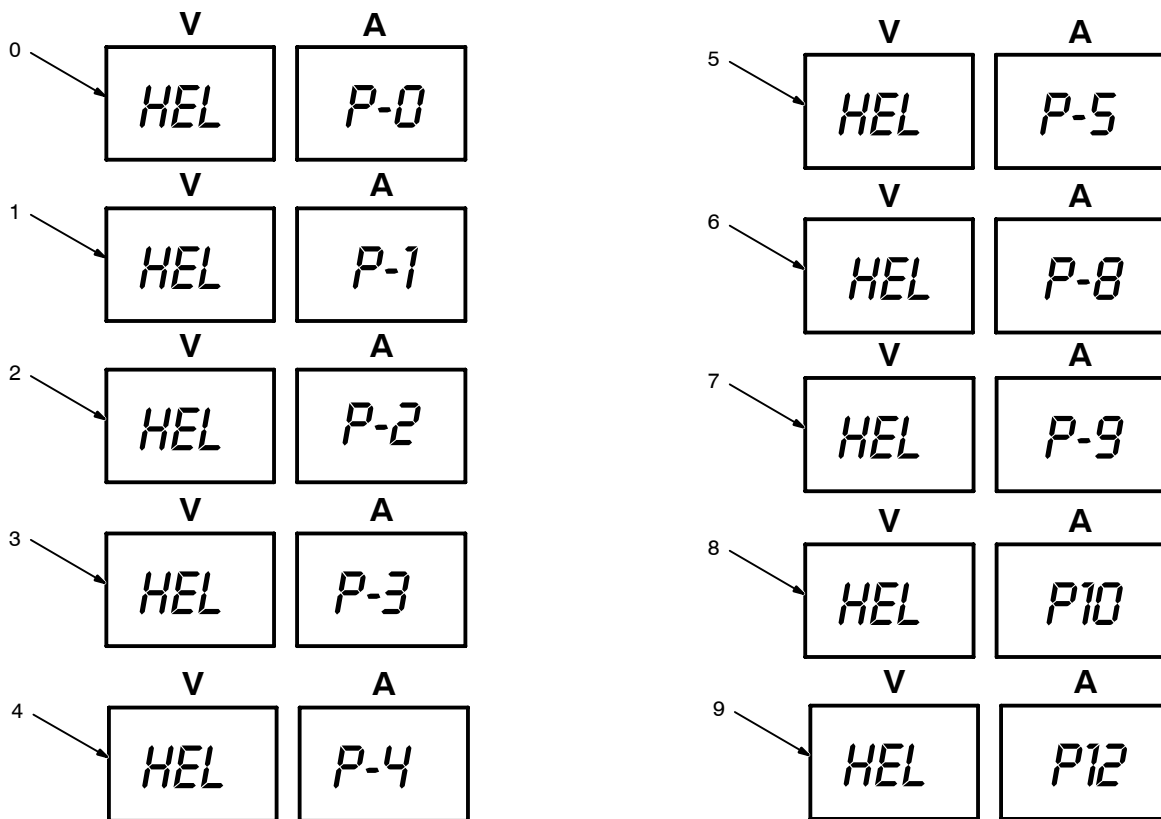 V A
0 HEL P-0
V A
1 HEL P-1
V A
2 HEL P-2
V A
3 HEL P-3
V A
4 HEL P-4
V A
5 HEL P-5
V A
6 HEL P-8
V A
7 HEL P-9
V A
8 HEL P10
V A
9 HEL P12